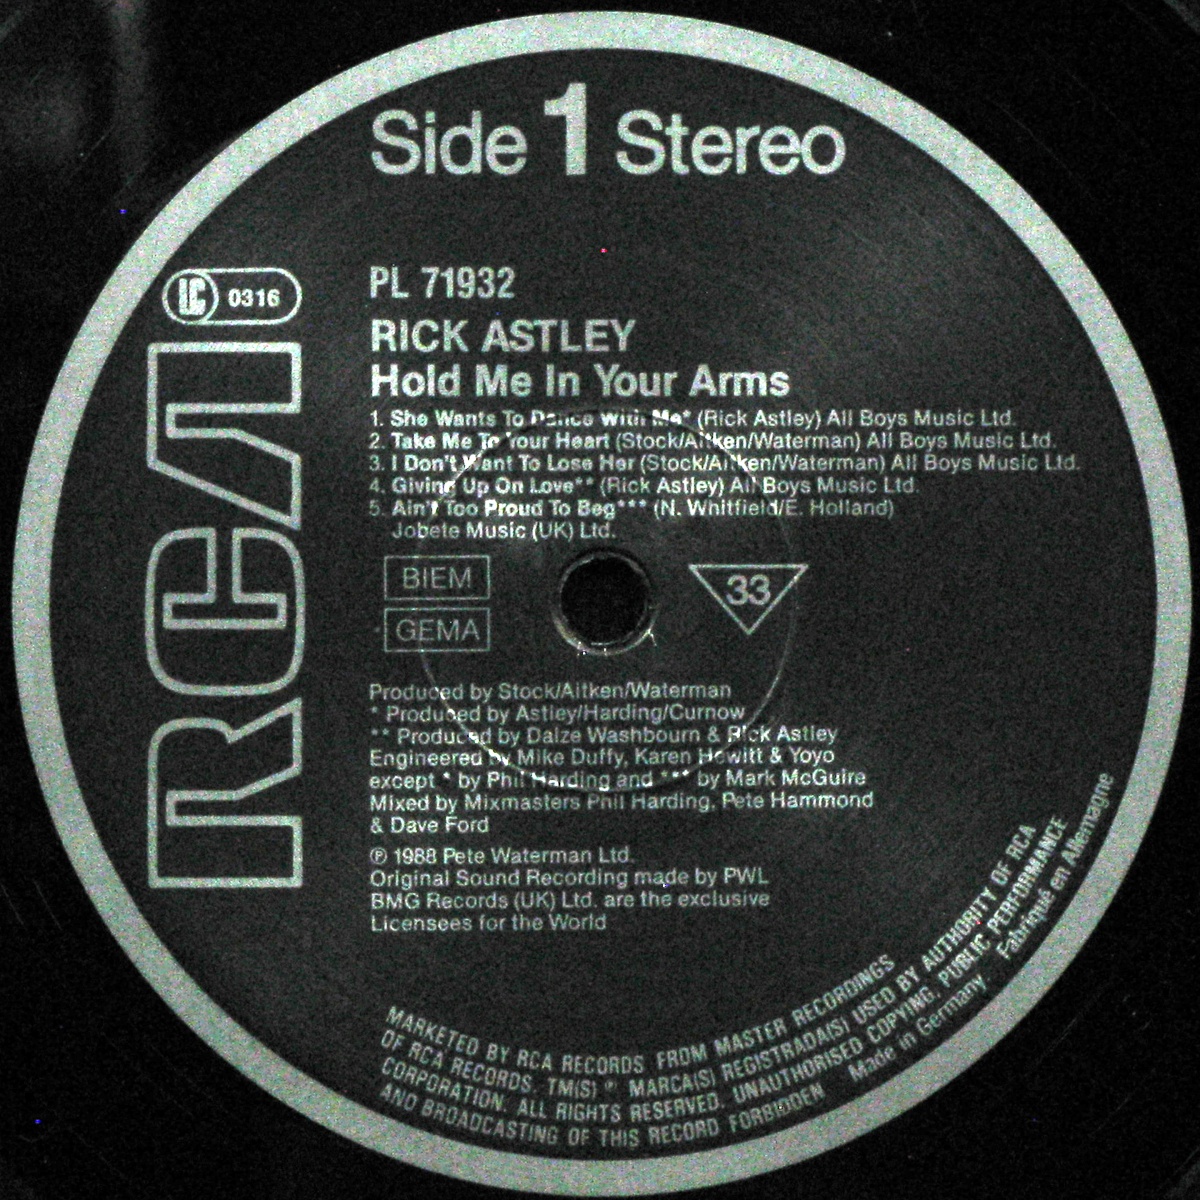 Side 1 Stereo
LC 0316
RCA
PL 71932
RICK ASTLEY
Hold Me In Your Arms
1. She Wants To Dance With Me* (Rick Astley) All Boys Music Ltd.
2. Take Me To Your Heart (Stock/Aitken/Waterman) All Boys Music Ltd.
3. I Don't Want To Lose Her (Stock/Aitken/Waterman) All Boys Music Ltd.
4. Giving Up On Love** (Rick Astley) All Boys Music Ltd.
5. Ain't Too Proud To Beg*** (N. Whitfield/E. Holland)
Jobete Music (UK) Ltd.
BIEM
GEMA
33
Produced by Stock/Aitken/Waterman
* Produced by Astley/Harding/Curnow
** Produced by Daize Washbourn & Rick Astley
Engineered by Mike Duffy, Karen Hewitt & Yoyo
except * by Phil Harding and *** by Mark McGuire
Mixed by Mixmasters Phil Harding, Pete Hammond
& Dave Ford
℗ 1988 Pete Waterman Ltd.
Original Sound Recording made by PWL
BMG Records (UK) Ltd. are the exclusive
Licensees for the World
MARKETED BY RCA RECORDS FROM MASTER RECORDINGS
OF RCA RECORDS. TM(S) ® MARCA(S) REGISTRADA(S) USED BY AUTHORITY OF RCA
CORPORATION. ALL RIGHTS RESERVED. UNAUTHORISED COPYING, PUBLIC PERFORMANCE
AND BROADCASTING OF THIS RECORD FORBIDDEN Made in Germany Fabriqué en Allemagne